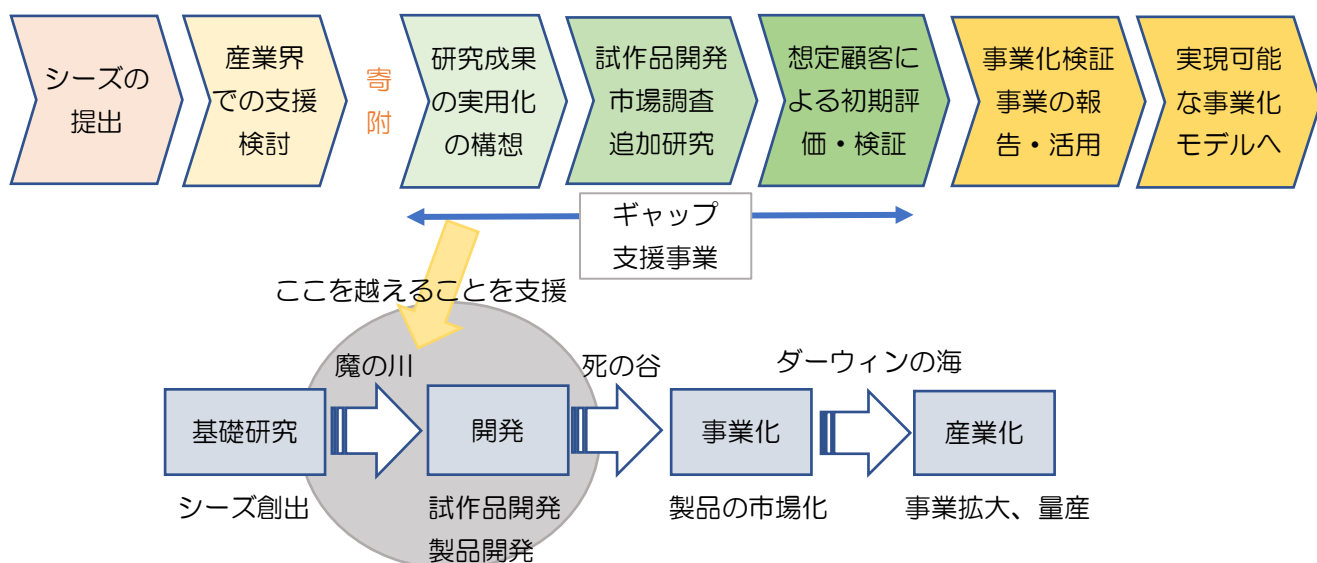 シーズの
提出
産業界
での支援
検討
寄
附
研究成果
の実用化
の構想
試作品開発
市場調査
追加研究
想定顧客に
よる初期評
価・検証
事業化検証
事業の報
告・活用
実現可能
な事業化
モデルへ
ギャップ
支援事業
ここを越えることを支援
魔の川
死の谷
ダーウィンの海
基礎研究
開発
事業化
産業化
シーズ創出
試作品開発
製品開発
製品の市場化
事業拡大、量産